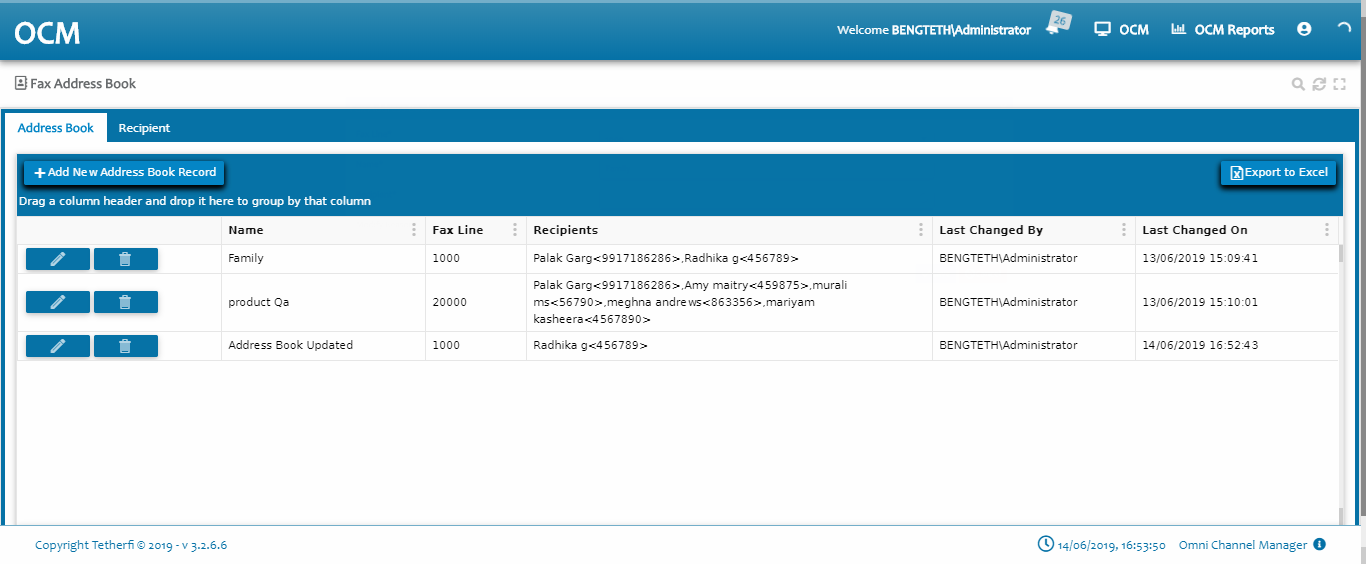 OCM
Welcome BENGTETH\Administrator
26
OCM
OCM Reports
Fax Address Book
Address Book
Recipient
Add New Address Book Record
Export to Excel
Drag a column header and drop it here to group by that column
Name Fax Line Recipients Last Changed By Last Changed On
Family 1000 Palak Garg<9917186286>,Radhika g<456789> BENGTETH\Administrator 13/06/2019 15:09:41
Palak Garg<9917186286>,Amy maitry<459875>,murali
product Qa 20000 ms<56790>,meghna andrews<863356>,mariyam BENGTETH\Administrator 13/06/2019 15:10:01
kasheera<4567890>
Address Book Updated 1000 Radhika g<456789> BENGTETH\Administrator 14/06/2019 16:52:43
Copyright Tetherfi © 2019 - v 3.2.6.6
14/06/2019, 16:53:50
Omni Channel Manager